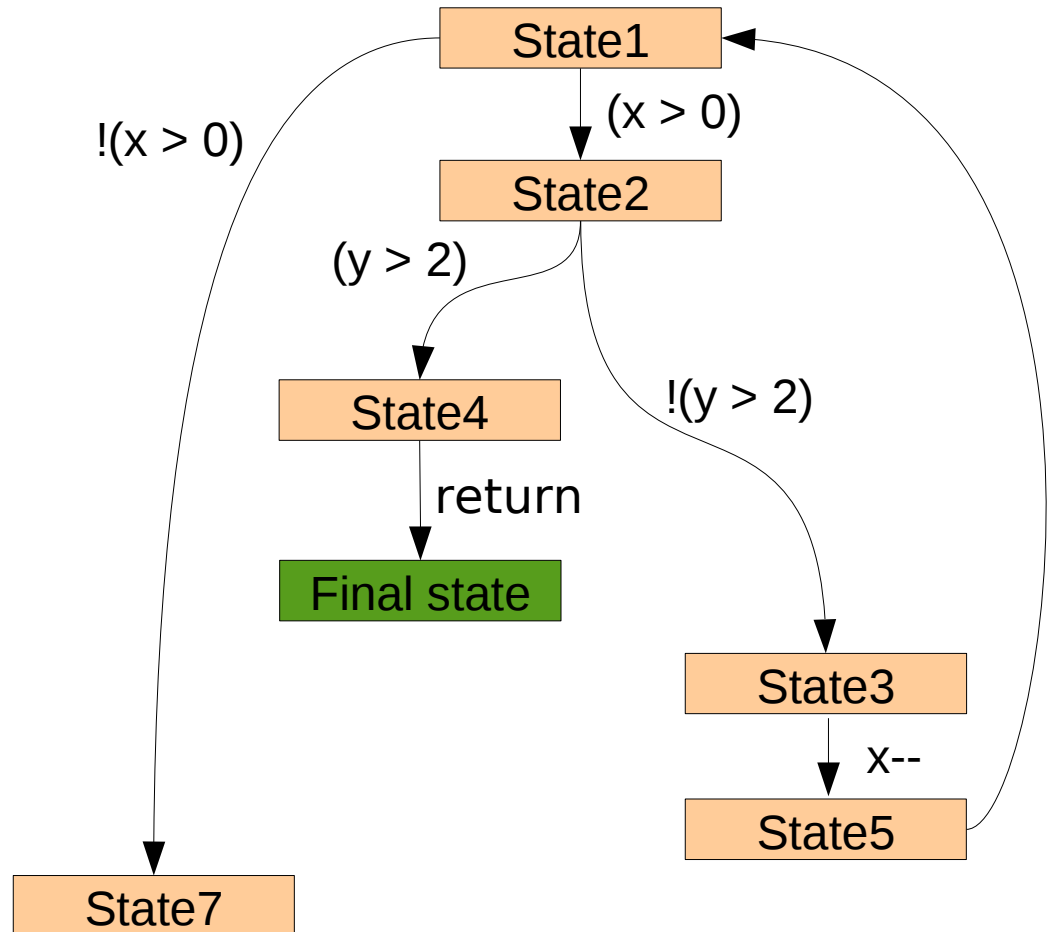 State1
(x > 0)
!(x > 0)
State2
(y > 2)
!(y > 2)
State4
return
Final state
State3
x--
State5
State7